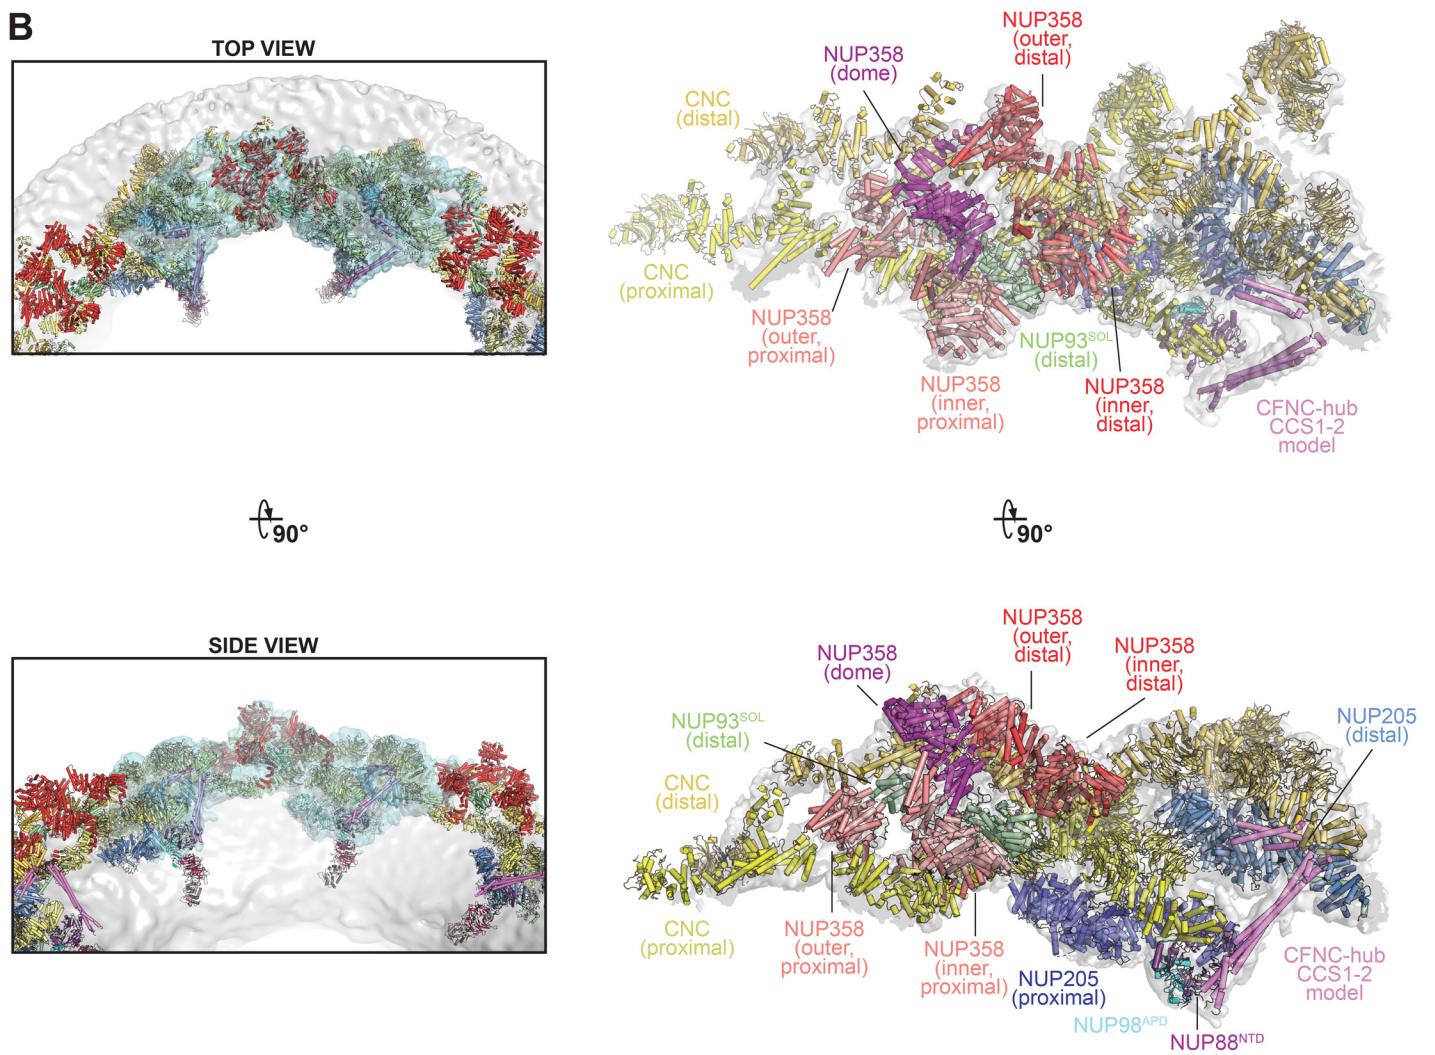 B
TOP VIEW
NUP358
(outer,
distal)
NUP358
(dome)
CNC
(distal)
CNC
(proximal)
NUP358
(outer,
proximal)
NUP358
(inner,
proximal)
NUP93SOL
(distal)
NUP358
(inner,
distal)
CFNC-hub
CCS1-2
model
90°
90°
SIDE VIEW
NUP358
(outer,
distal)
NUP358
(inner,
distal)
NUP358
(dome)
NUP93SOL
(distal)
NUP205
(distal)
CNC
(distal)
CNC
(proximal)
NUP358
(outer,
proximal)
NUP358
(inner,
proximal)
NUP205
(proximal)
CFNC-hub
CCS1-2
model
NUP98APD
NUP88NTD